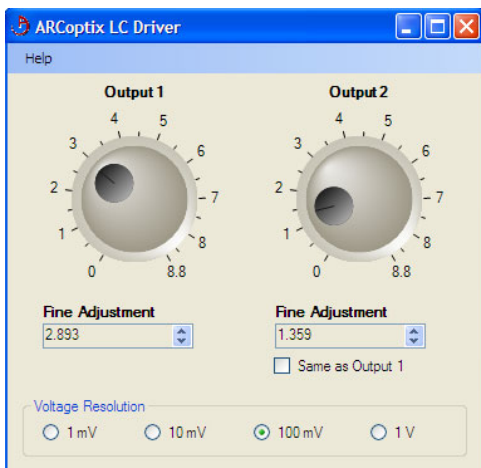 ARCoptix LC Driver
Help
Output 1
Output 2
0 1 2 3 4 5 6 7 8 8.8
0 1 2 3 4 5 6 7 8 8.8
Fine Adjustment
Fine Adjustment
2.893
1.359
Same as Output 1
Voltage Resolution
1 mV
10 mV
100 mV
1 V